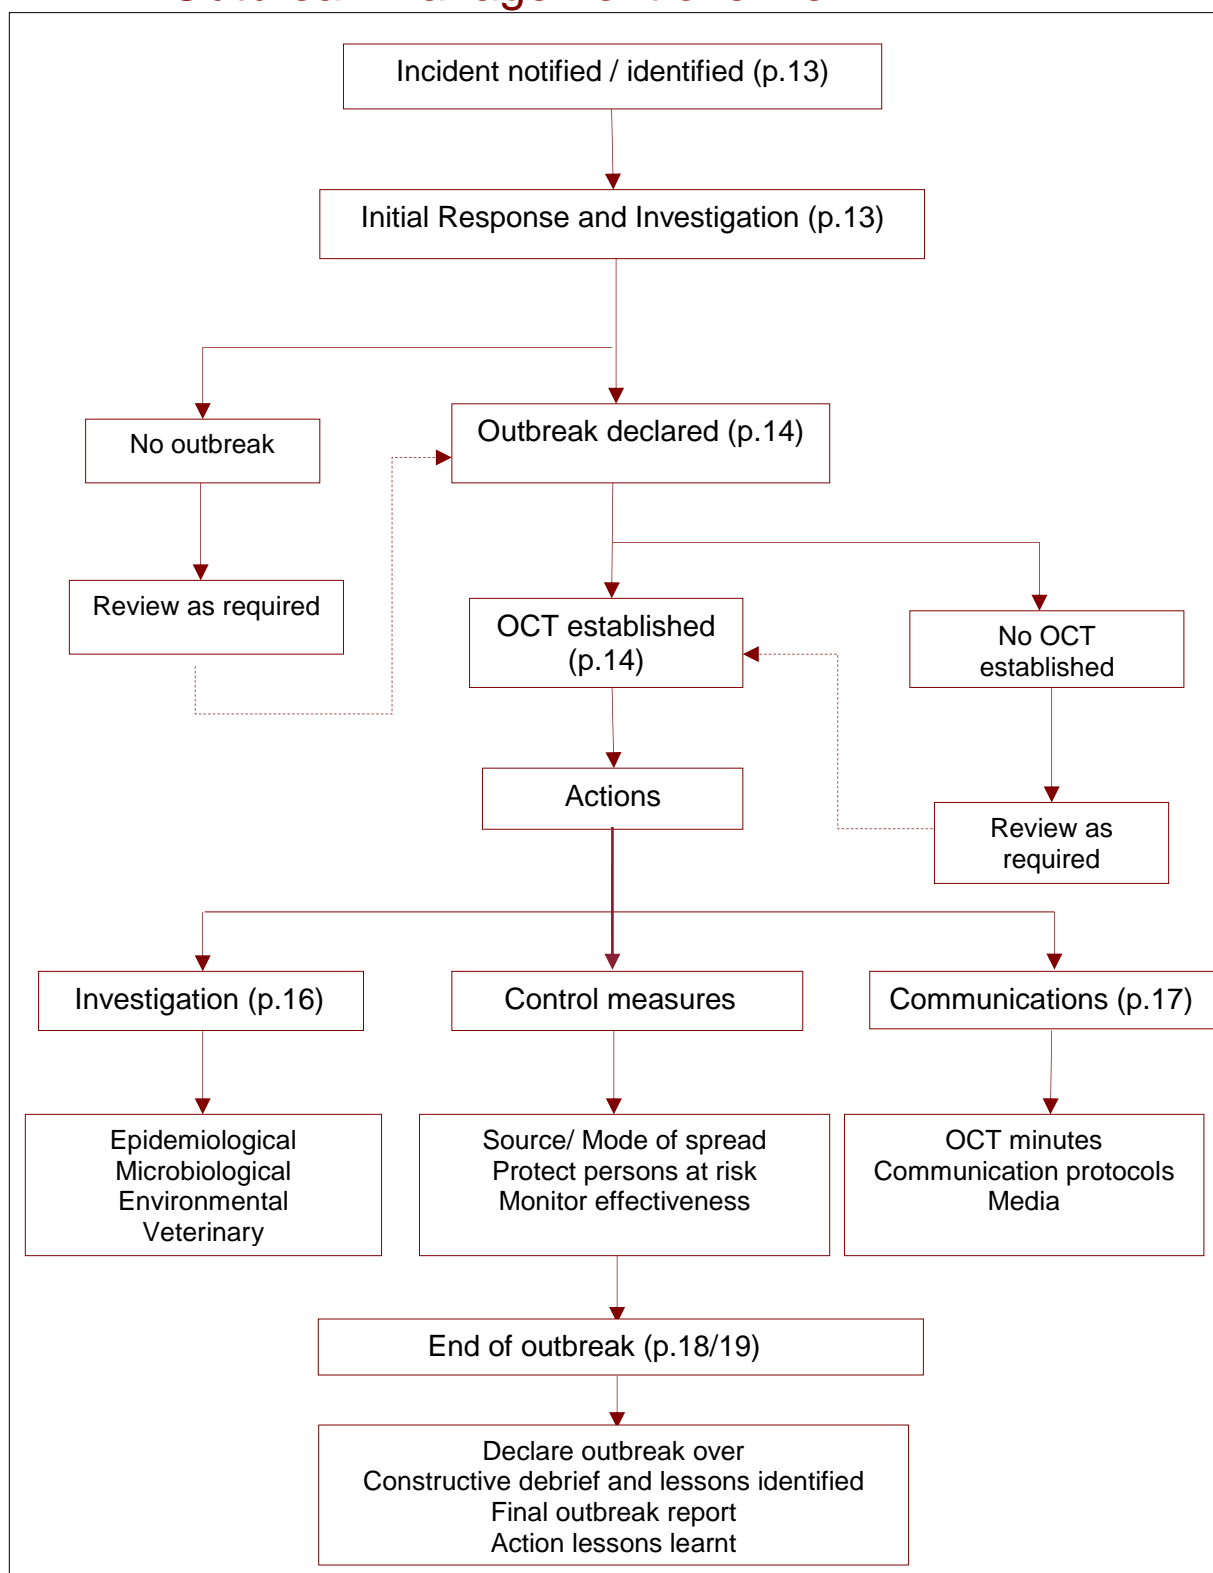 Incident notified / identified (p.13)
Initial Response and Investigation (p.13)
No outbreak
Outbreak declared (p.14)
Review as required
OCT established
(p.14)
No OCT
established
Actions
Review as
required
Investigation (p.16)
Control measures
Communications (p.17)
Epidemiological
Microbiological
Environmental
Veterinary
Source/ Mode of spread
Protect persons at risk
Monitor effectiveness
OCT minutes
Communication protocols
Media
End of outbreak (p.18/19)
Declare outbreak over
Constructive debrief and lessons identified
Final outbreak report
Action lessons learnt